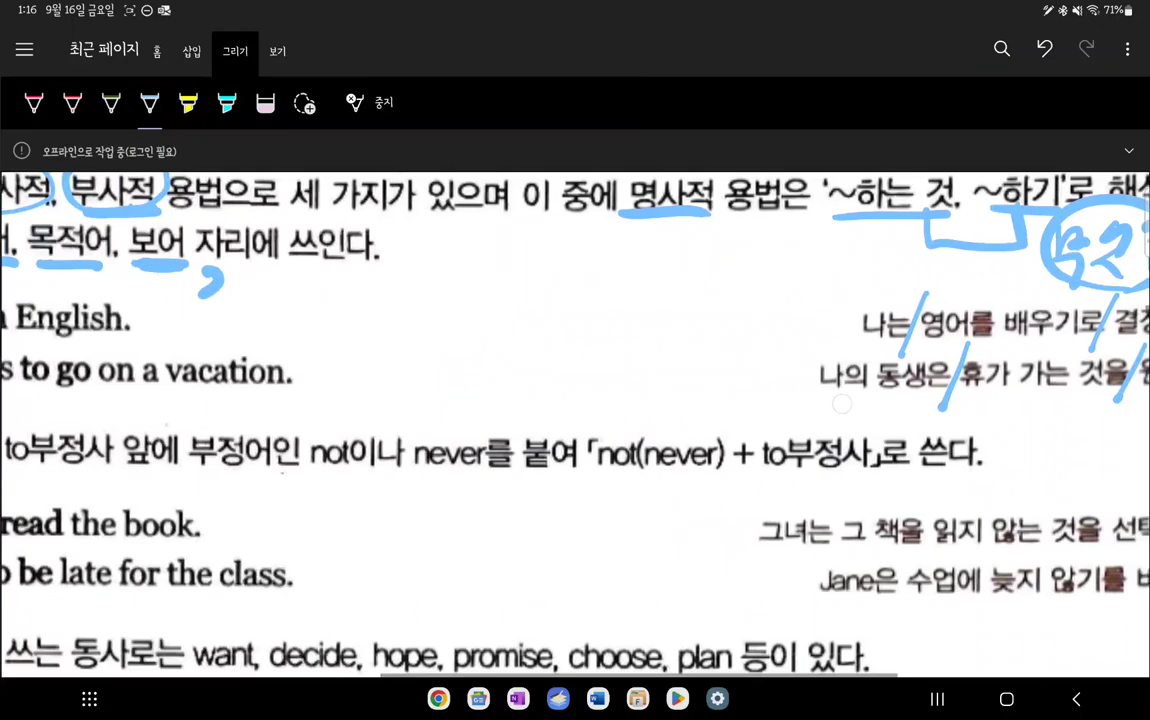 1:16 9월 16일 금요일 71%
최근 페이지 홈 삽입 그리기 보기
중지
오프라인으로 작업 중(로그인 필요)
사적, 부사적 용법으로 세 가지가 있으며 이 중에 명사적 용법은 '~하는 것, ~하기'로 해
어, 목적어, 보어 자리에 쓰인다.
English. 나는 영어를 배우기로 결
s to go on a vacation. 나의 동생은 휴가 가는 것을
to부정사 앞에 부정어인 not이나 never를 붙여 「not(never) + to부정사」로 쓴다.
read the book. 그녀는 그 책을 읽지 않는 것을 선
be late for the class. Jane은 수업에 늦지 않기를
쓰는 동사로는 want, decide, hope, promise, choose, plan 등이 있다.